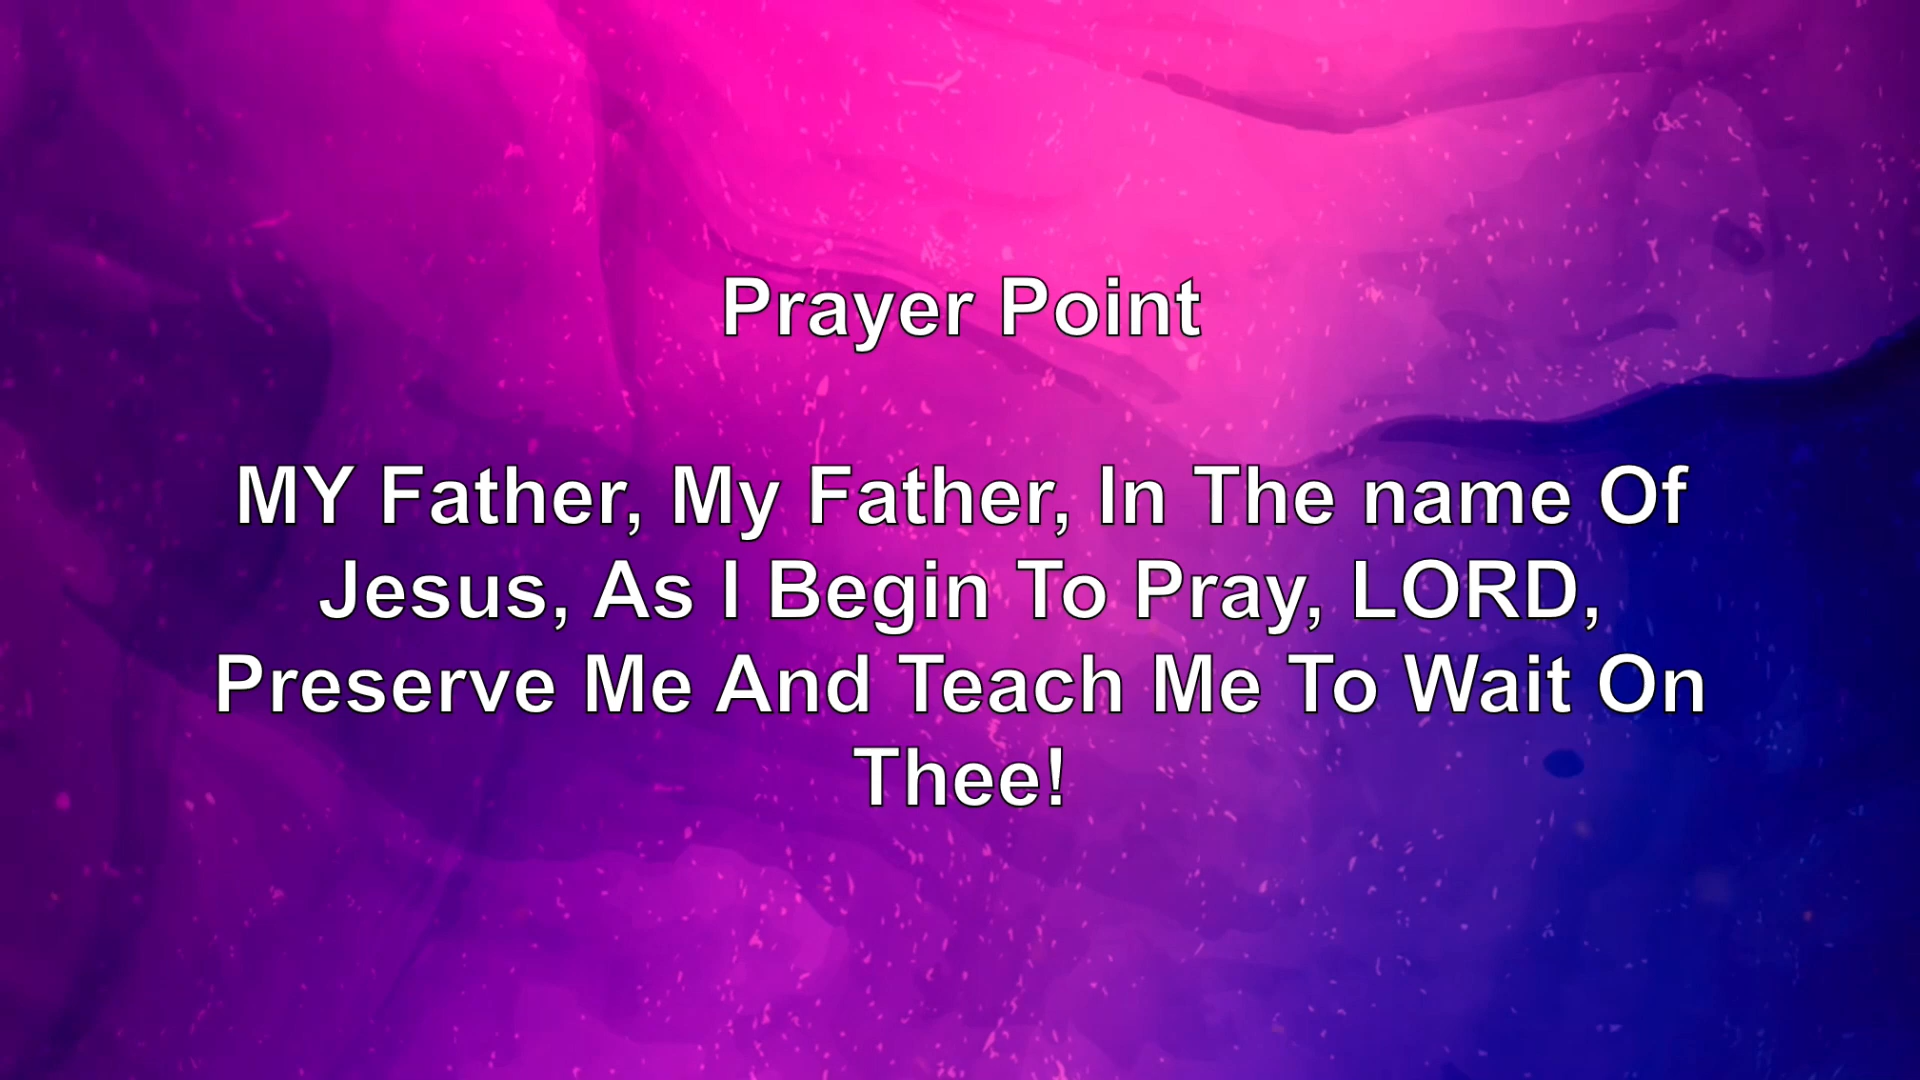 Prayer Point
MY Father, My Father, In The name Of
Jesus, As I Begin To Pray, LORD,
Preserve Me And Teach Me To Wait On
Thee!